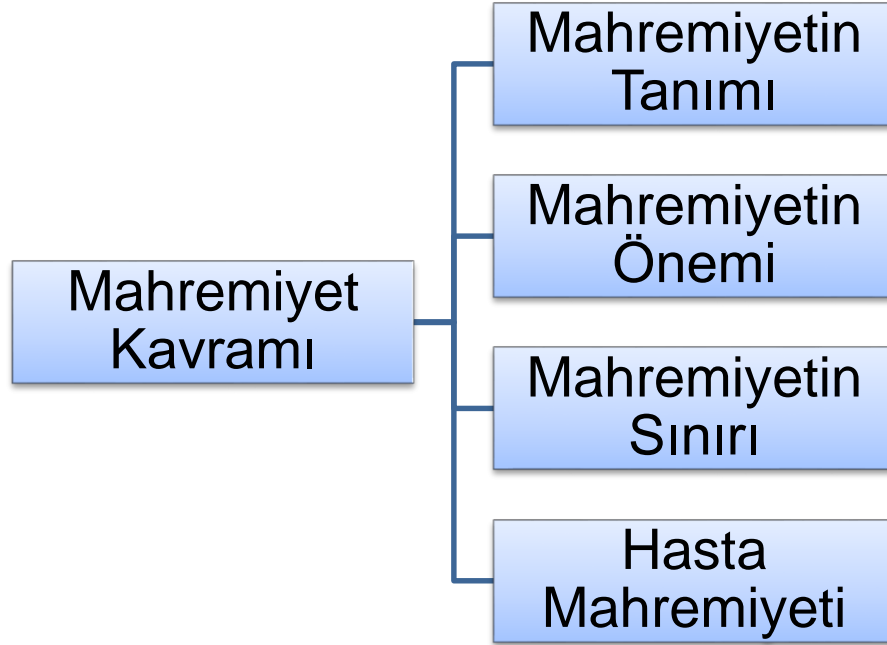 Mahremiyet
Kavramı
Mahremiyetin
Tanımı
Mahremiyetin
Önemi
Mahremiyetin
Sınırı
Hasta
Mahremiyeti